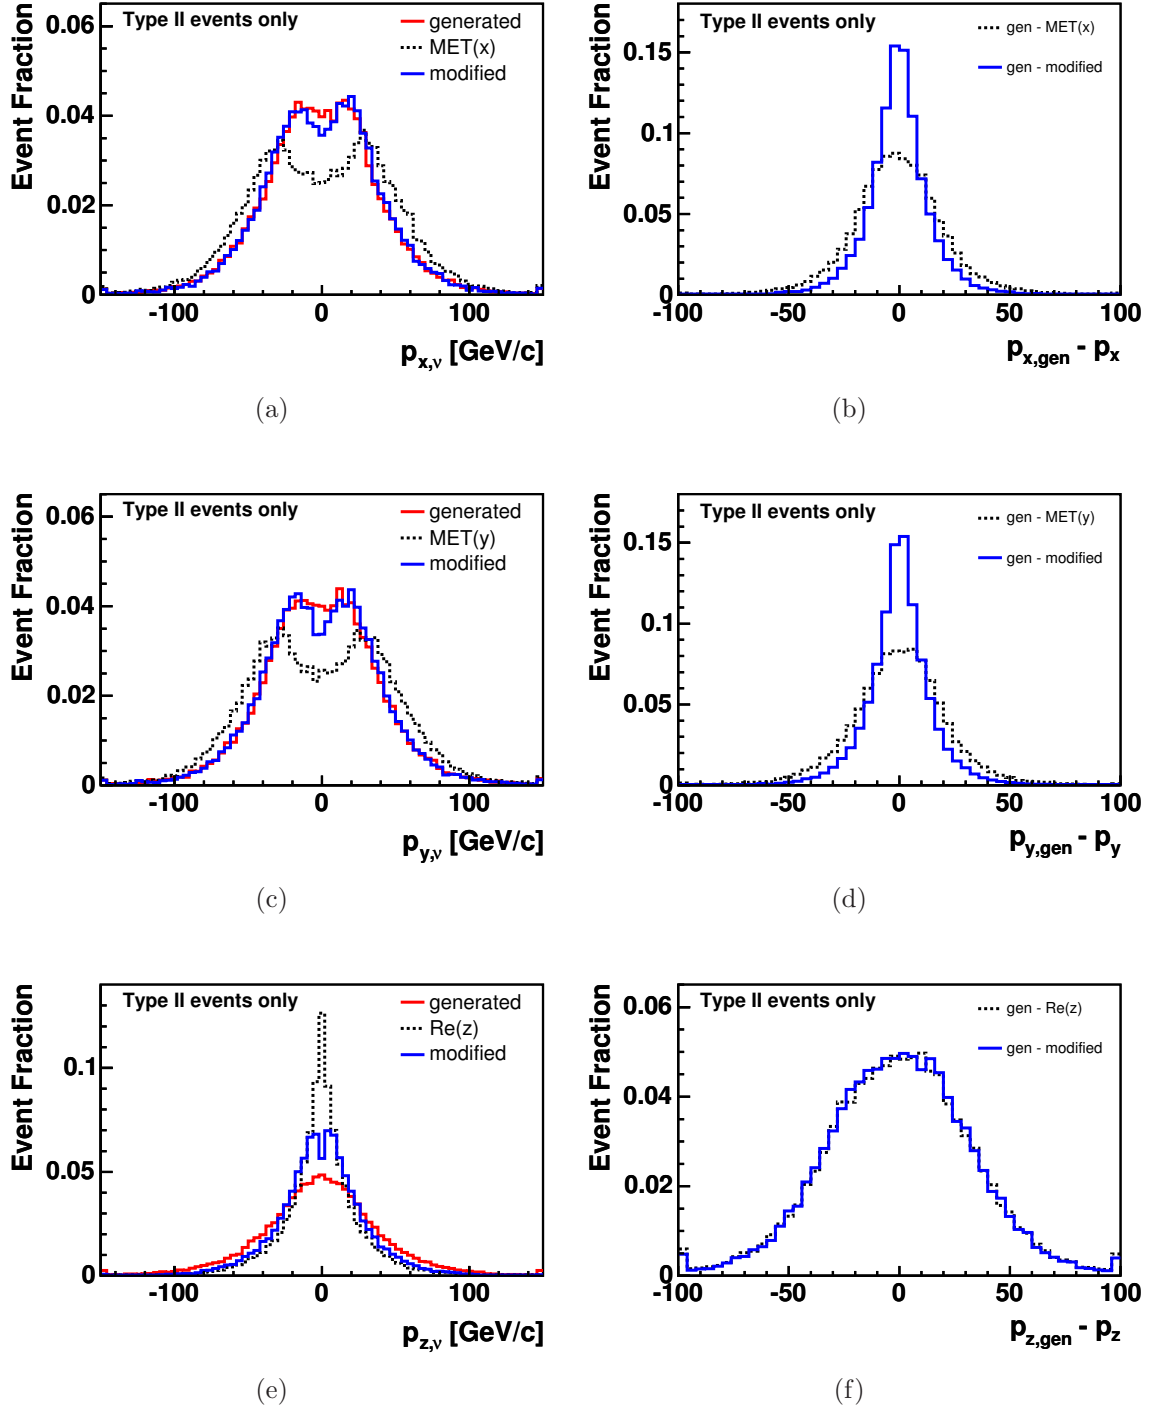 Type II events only
generated
MET(x)
modified
Event Fraction
0.06
0.04
0.02
0
-100 0 100
p_{x,ν} [GeV/c]
(a)
Type II events only
gen - MET(x)
gen - modified
Event Fraction
0.15
0.1
0.05
0
-100 -50 0 50 100
p_{x,gen} - p_x
(b)
Type II events only
generated
MET(y)
modified
Event Fraction
0.06
0.04
0.02
0
-100 0 100
p_{y,ν} [GeV/c]
(c)
Type II events only
gen - MET(y)
gen - modified
Event Fraction
0.15
0.1
0.05
0
-100 -50 0 50 100
p_{y,gen} - p_y
(d)
Type II events only
generated
Re(z)
modified
Event Fraction
0.1
0.05
0
-100 0 100
p_{z,ν} [GeV/c]
(e)
Type II events only
gen - Re(z)
gen - modified
Event Fraction
0.06
0.04
0.02
0
-100 -50 0 50 100
p_{z,gen} - p_z
(f)